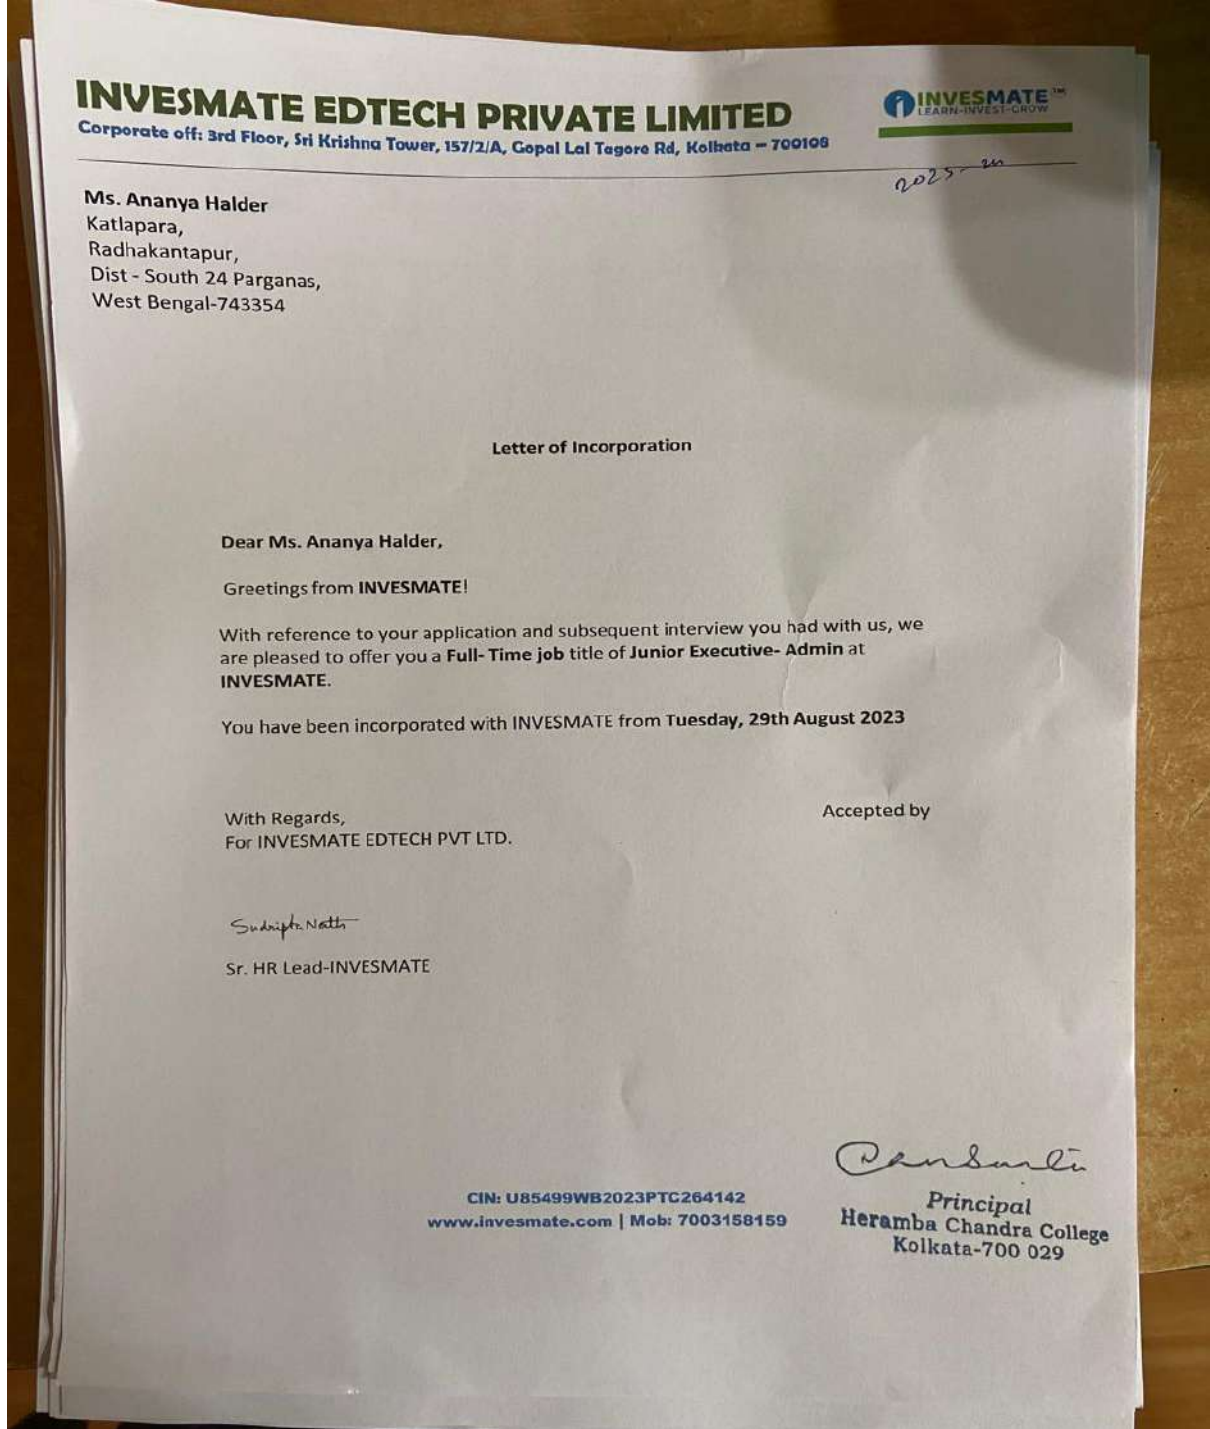 INVESMATE EDTECH PRIVATE LIMITED
Corporate off: 3rd Floor, Sri Krishna Tower, 157/2/A, Gopal Lal Tagore Rd, Kolkata – 700108
INVESMATE™
LEARN-INVEST-GROW
Ms. Ananya Halder
Katlapara,
Radhakantapur,
Dist - South 24 Parganas,
West Bengal-743354
Letter of Incorporation
Dear Ms. Ananya Halder,
Greetings from INVESMATE!
With reference to your application and subsequent interview you had with us, we
are pleased to offer you a Full- Time job title of Junior Executive- Admin at
INVESMATE.
You have been incorporated with INVESMATE from Tuesday, 29th August 2023
With Regards,
For INVESMATE EDTECH PVT LTD.
Accepted by
Sudripta Nath
Sr. HR Lead-INVESMATE
CIN: U85499WB2023PTC264142
www.invesmate.com | Mob: 7003158159
Principal
Heramba Chandra College
Kolkata-700 029